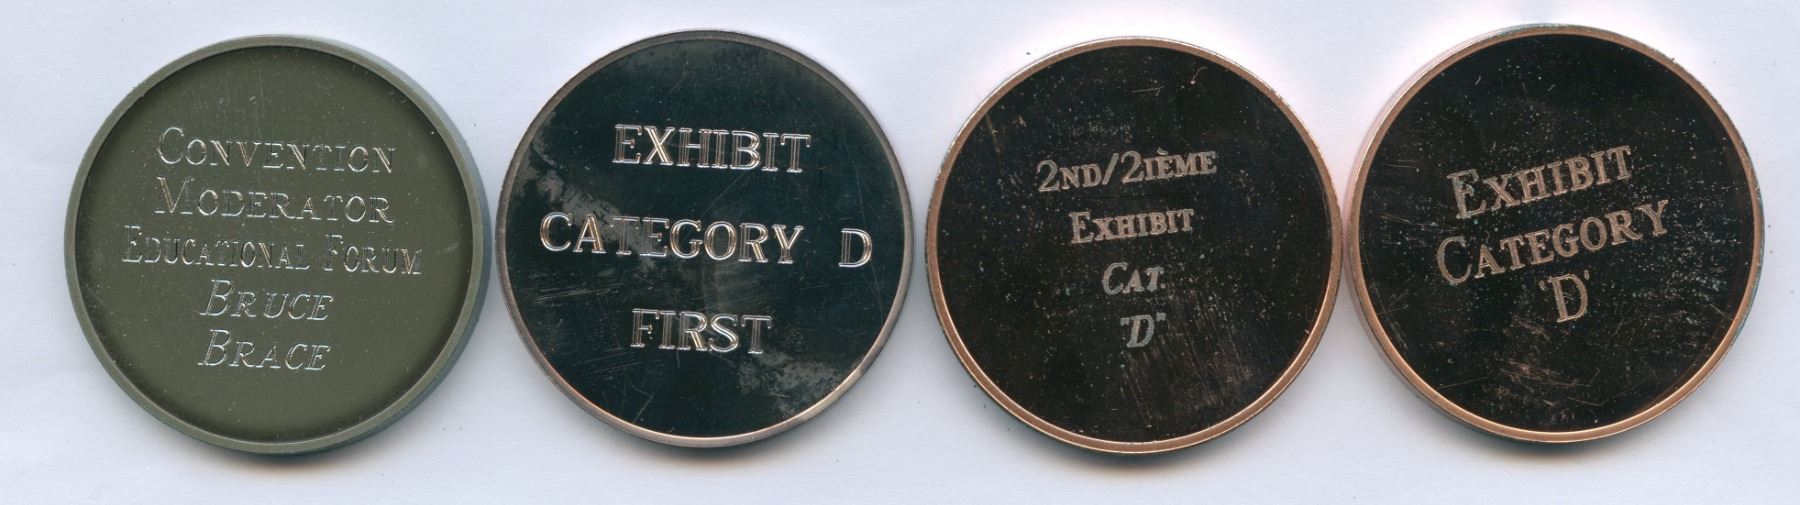 CONVENTION
MODERATOR
EDUCATIONAL FORUM
BRUCE
BRACE
EXHIBIT
CATEGORY D
FIRST
2ND/2IÈME
EXHIBIT
CAT.
"D"
EXHIBIT
CATEGORY
'D'